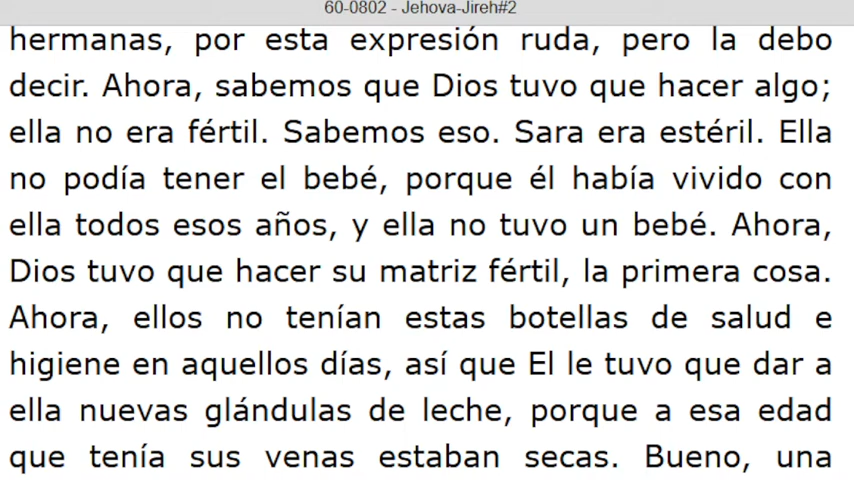 60-0802 - Jehova-Jireh#2
hermanas, por esta expresión ruda, pero la debo
decir. Ahora, sabemos que Dios tuvo que hacer algo;
ella no era fértil. Sabemos eso. Sara era estéril. Ella
no podía tener el bebé, porque él había vivido con
ella todos esos años, y ella no tuvo un bebé. Ahora,
Dios tuvo que hacer su matriz fértil, la primera cosa.
Ahora, ellos no tenían estas botellas de salud e
higiene en aquellos días, así que El le tuvo que dar a
ella nuevas glándulas de leche, porque a esa edad
que tenía sus venas estaban secas. Bueno, una